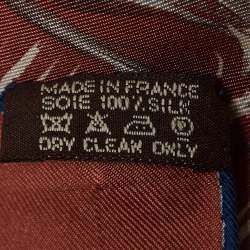 MADE IN FRANCE
SOIE 100% SILK
DRY CLEAN ONLY